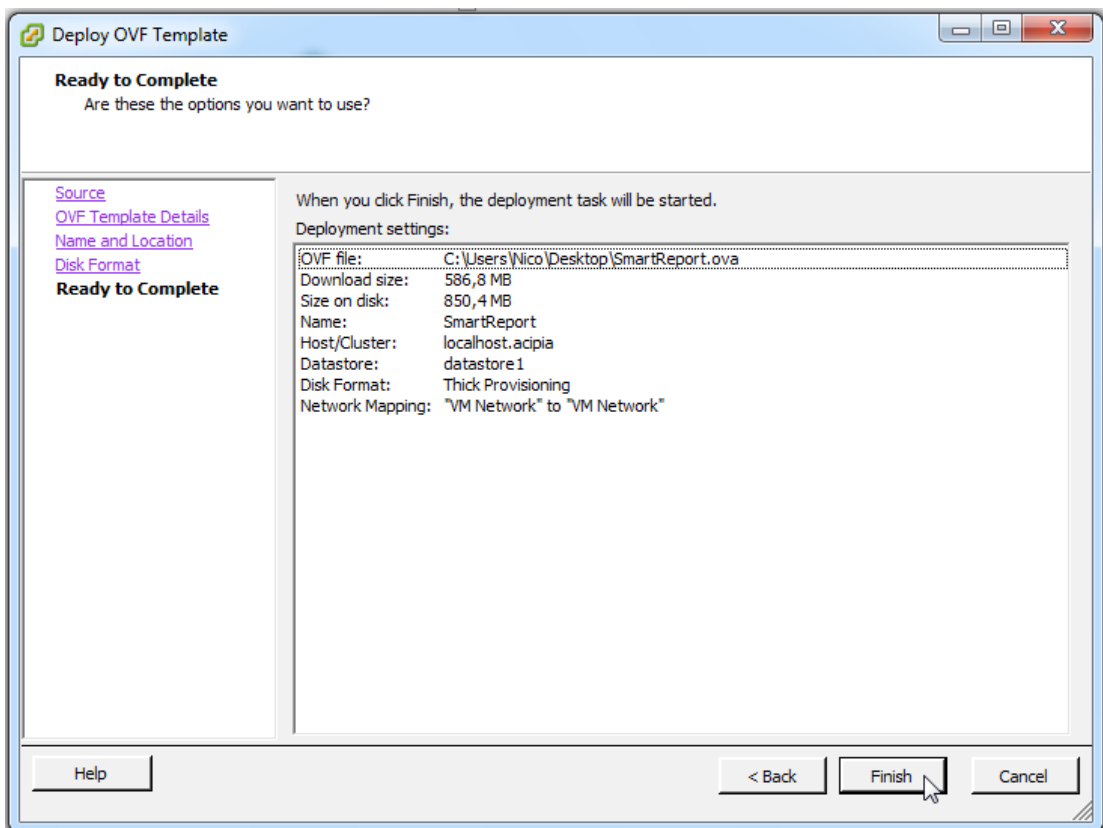 Deploy OVF Template
Ready to Complete
Are these the options you want to use?
Source
OVF Template Details
Name and Location
Disk Format
Ready to Complete
When you click Finish, the deployment task will be started.
Deployment settings:
OVF file: C:\Users\Nico\Desktop\SmartReport.ova
Download size: 586,8 MB
Size on disk: 850,4 MB
Name: SmartReport
Host/Cluster: localhost.acipia
Datastore: datastore1
Disk Format: Thick Provisioning
Network Mapping: "VM Network" to "VM Network"
Help
< Back
Finish
Cancel